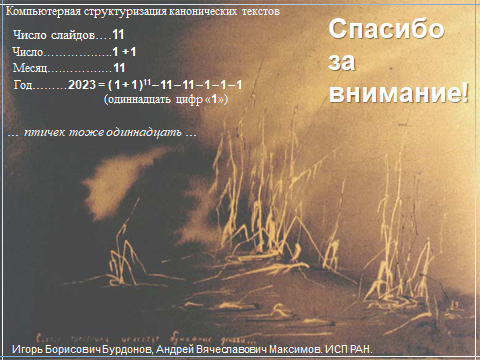 Компьютерная структуризация канонических текстов
Спасибо
за
внимание!
Число слайдов….11
Число……………..1 + 1
Месяц……………11
Год………2023 = ( 1 + 1 )11 – 11 – 11 – 1 – 1 – 1
(одиннадцать цифр «1»)
… птичек тоже одиннадцать …
Игорь Борисович Бурдонов, Андрей Вячеславович Максимов. ИСП РАН.